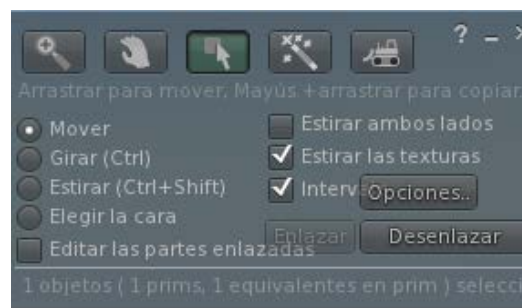 ? _
Arrastrar para mover, Mayús +arrastrar para copiar.
Mover
Girar (Ctrl)
Estirar (Ctrl+Shift)
Elegir la cara
Editar las partes enlazadas
Estirar ambos lados
Estirar las texturas
Opciones..
Enlazar
Desenlazar
1 objetos ( 1 prims, 1 equivalentes en prim )